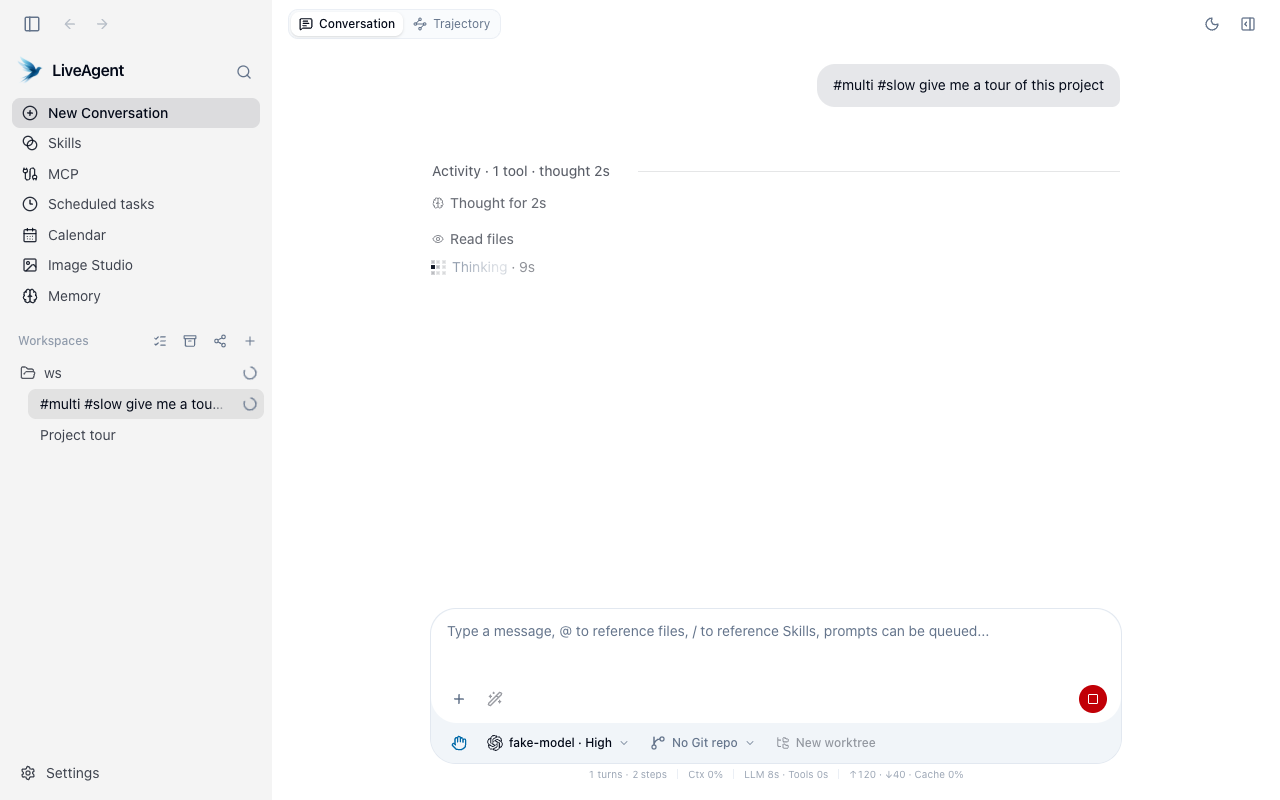 Conversation
Trajectory
LiveAgent
New Conversation
Skills
MCP
Scheduled tasks
Calendar
Image Studio
Memory
Workspaces
ws
#multi #slow give me a tou...
Project tour
Settings
#multi #slow give me a tour of this project
Activity · 1 tool · thought 2s
Thought for 2s
Read files
Thinking · 9s
Type a message, @ to reference files, / to reference Skills, prompts can be queued...
fake-model · High
No Git repo
New worktree
1 turns · 2 steps
Ctx 0%
LLM 8s · Tools 0s
↑120 · ↓40 · Cache 0%